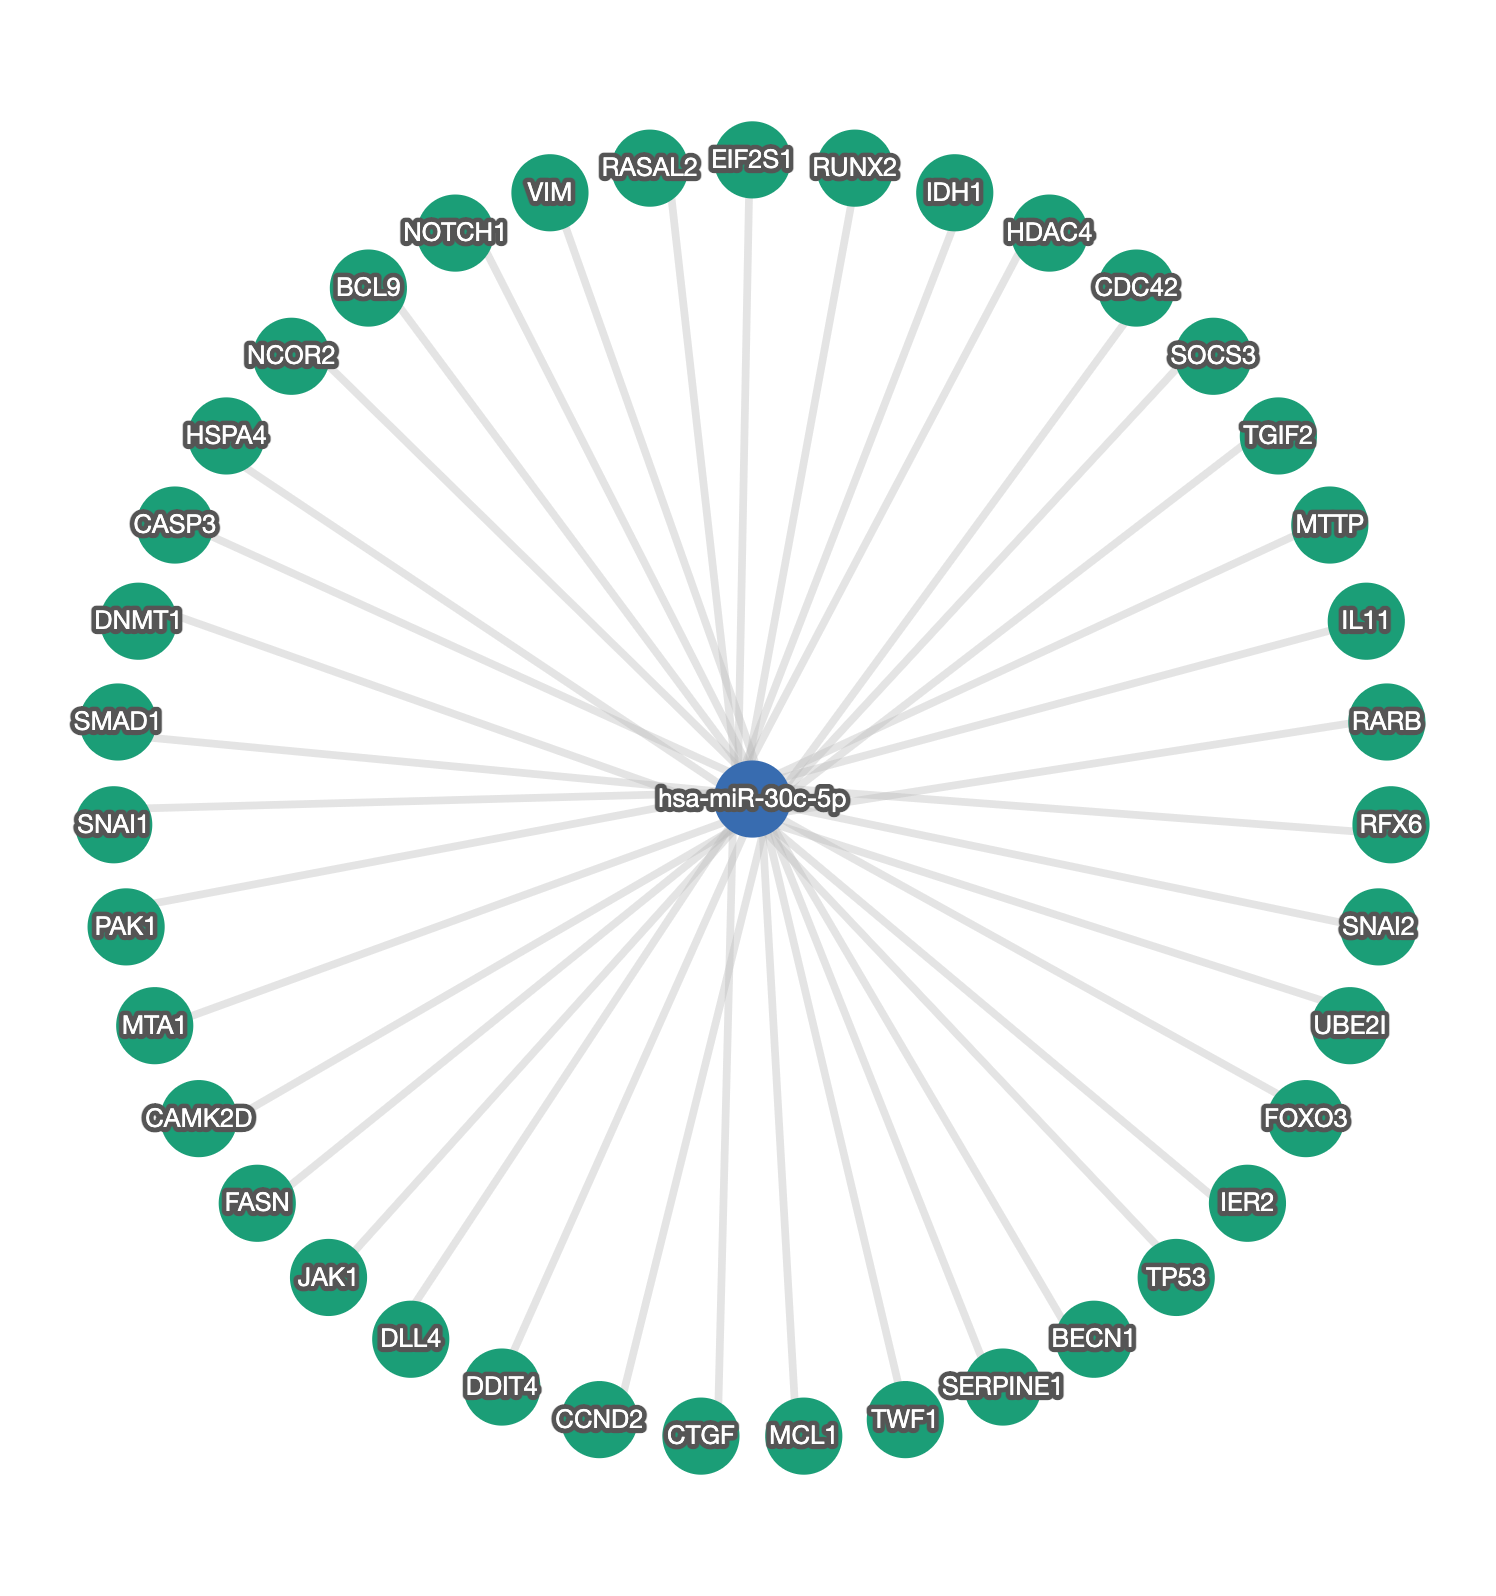 EIF2S1
RASAL2
RUNX2
VIM
IDH1
NOTCH1
HDAC4
BCL9
CDC42
NCOR2
SOCS3
HSPA4
TGIF2
CASP3
MTTP
DNMT1
IL11
SMAD1
RARB
hsa-miR-30c-5p
SNAI1
RFX6
PAK1
SNAI2
MTA1
UBE2I
CAMK2D
FOXO3
FASN
IER2
JAK1
TP53
DLL4
BECN1
DDIT4
SERPINE1
CCND2
TWF1
CTGF
MCL1